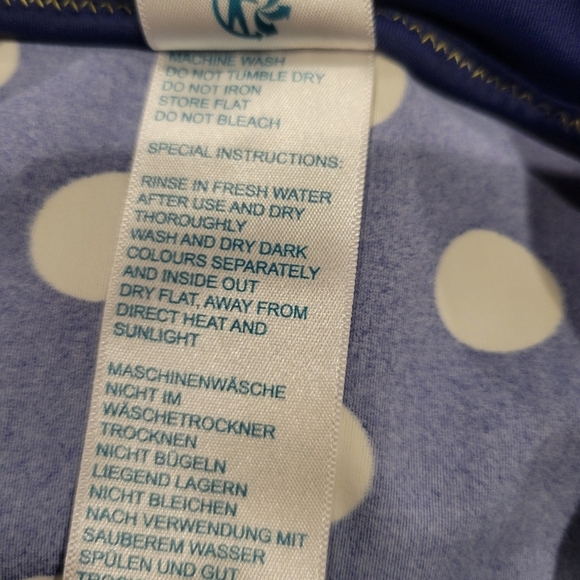 MACHINE WASH
DO NOT TUMBLE DRY
DO NOT IRON
STORE FLAT
DO NOT BLEACH
SPECIAL INSTRUCTIONS:
RINSE IN FRESH WATER
AFTER USE AND DRY
THOROUGHLY
WASH AND DRY DARK
COLOURS SEPARATELY
AND INSIDE OUT
DRY FLAT, AWAY FROM
DIRECT HEAT AND
SUNLIGHT
MASCHINENWÄSCHE
NICHT IM
WÄSCHETROCKNER
TROCKNEN
NICHT BÜGELN
LIEGEND LAGERN
NICHT BLEICHEN
NACH VERWENDUNG MIT
SAUBEREM WASSER
SPÜLEN UND GUT